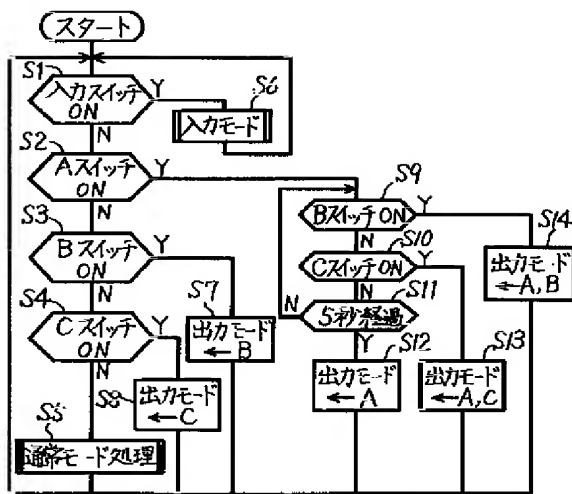 スタート
S1
入力スイッチ
ON
Y
N
S6
入力モード
S2
Aスイッチ
ON
Y
N
S3
Bスイッチ
ON
Y
N
S4
Cスイッチ
ON
Y
N
S5
通常モード処理
S7
出力モード
←B
S8
出力モード
←C
S9
BスイッチON
Y
N
S10
CスイッチON
Y
N
S11
5秒経過
N
Y
S12
出力モード
←A
S13
出力モード
←A,C
S14
出力モード
←A,B